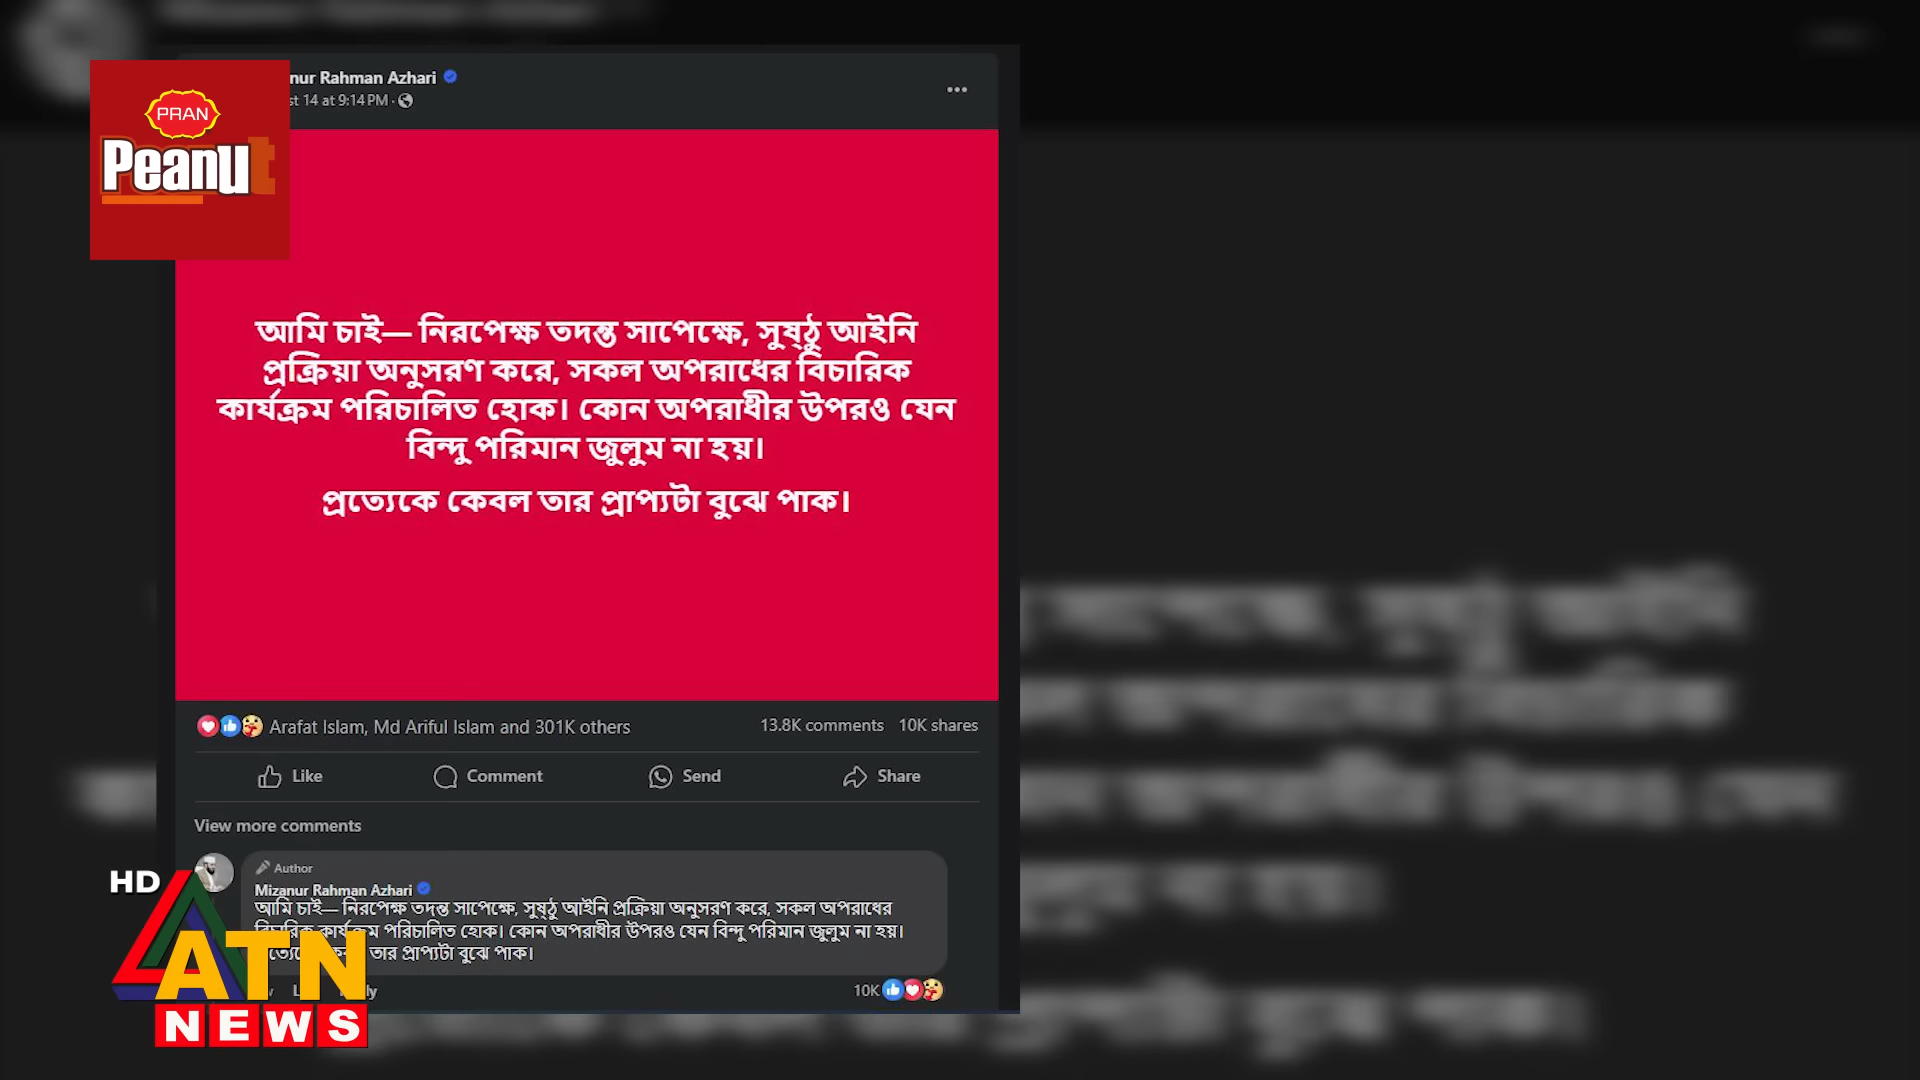 nur Rahman Azhari
st 14 at 9:14 PM
PRAN
Peanut
আমি চাই— নিরপেক্ষ তদন্ত সাপেক্ষে, সুষ্ঠু আইনি
প্রক্রিয়া অনুসরণ করে, সকল অপরাধের বিচারিক
কার্যক্রম পরিচালিত হোক। কোন অপরাধীর উপরও যেন
বিন্দু পরিমান জুলুম না হয়।
প্রত্যেকে কেবল তার প্রাপ্যটা বুঝে পাক।
Arafat Islam, Md Ariful Islam and 301K others 13.8K comments 10K shares
Like Comment Send Share
View more comments
Author
Mizanur Rahman Azhari
আমি চাই— নিরপেক্ষ তদন্ত সাপেক্ষে, সুষ্ঠু আইনি প্রক্রিয়া অনুসরণ করে, সকল অপরাধের
বিচারিক কার্যক্রম পরিচালিত হোক। কোন অপরাধীর উপরও যেন বিন্দু পরিমান জুলুম না হয়।
তার প্রাপ্যটা বুঝে পাক।
10K
HD
ATN
NEWS